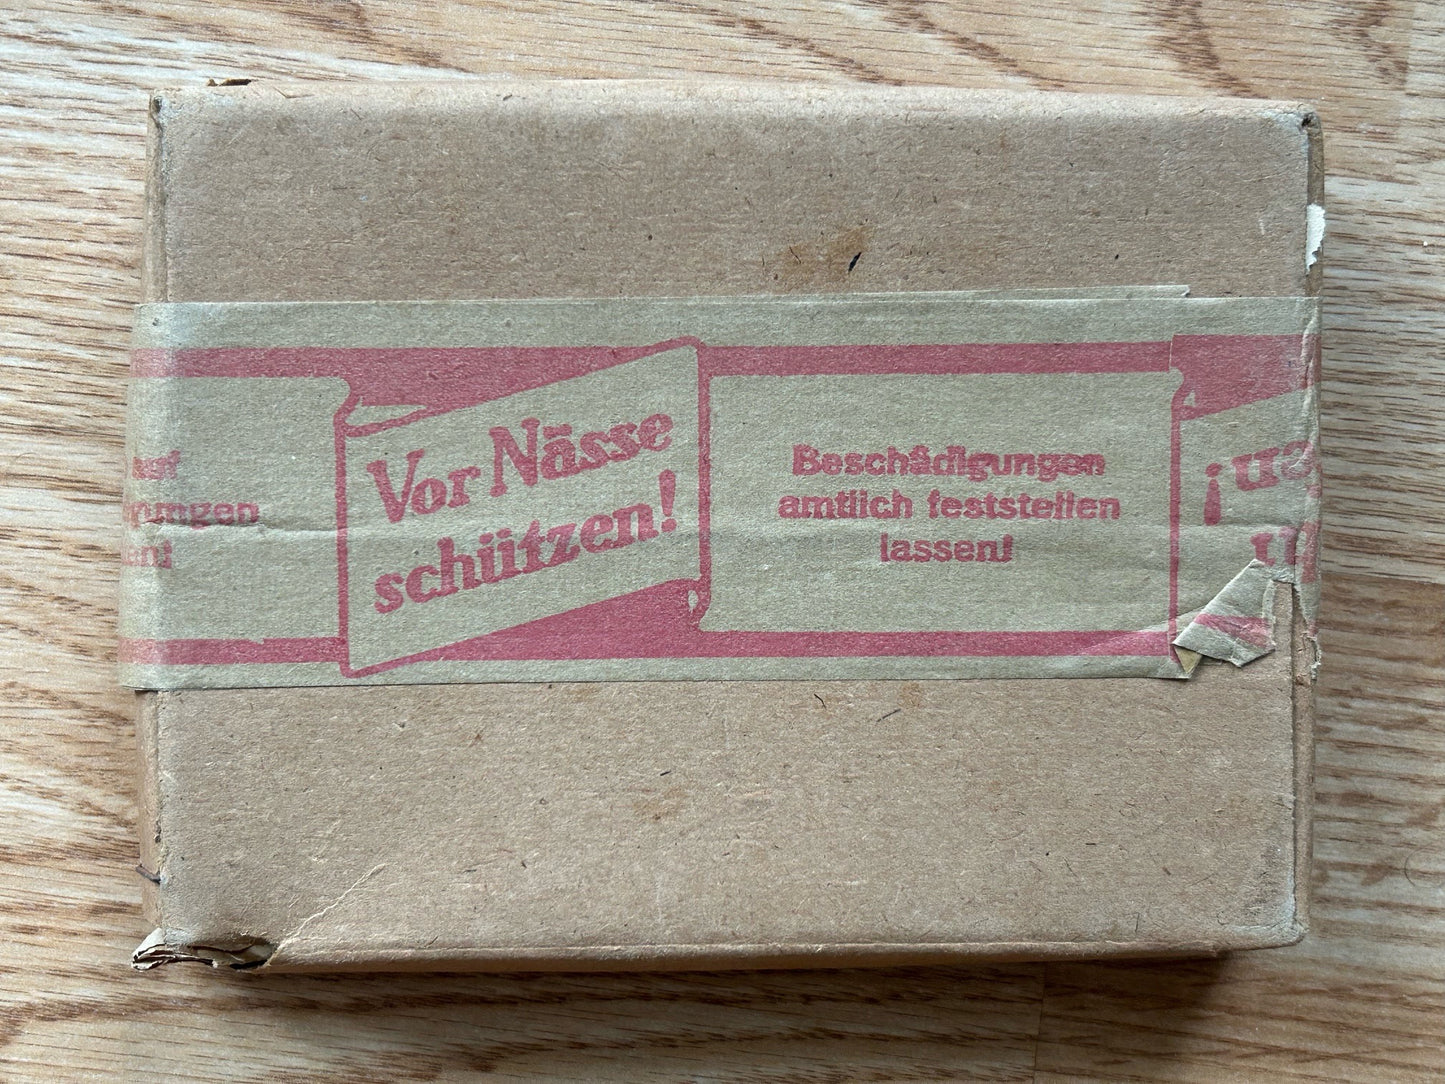 Vor Nässe
schützen!
Beschädigungen
amtlich feststellen
lassen!